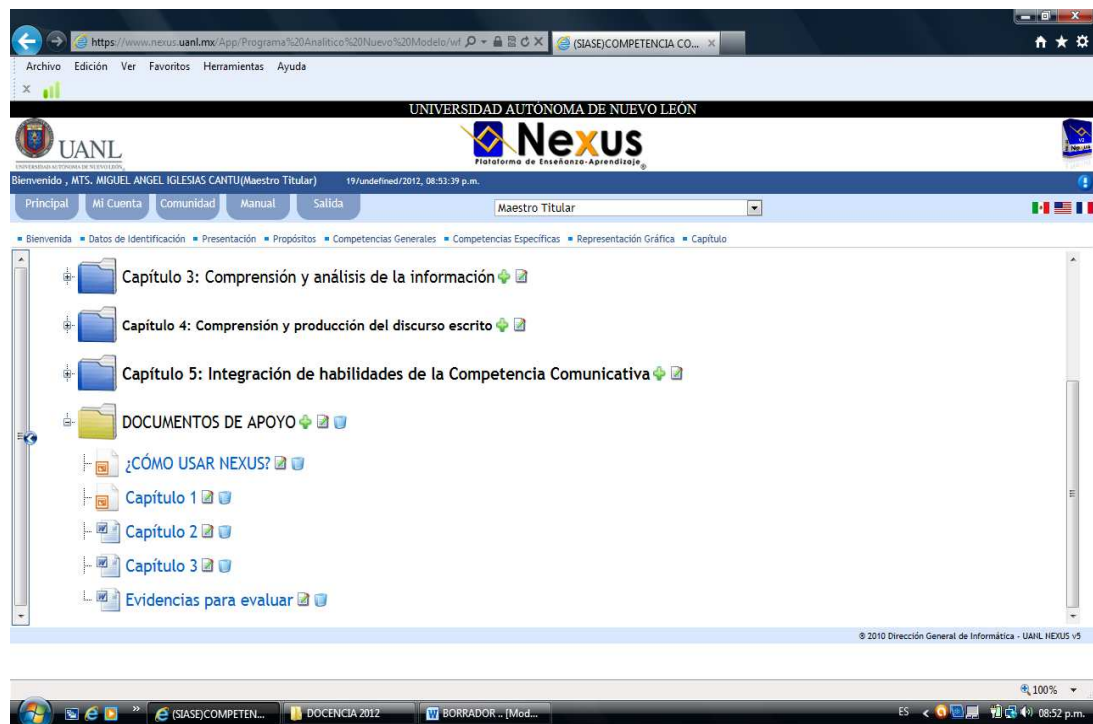 https://www.nexus.uanl.mx/App/Programa%20Analitico%20Nuevo%20Modelo/wf
(SIASE)COMPETENCIA CO...
Archivo Edición Ver Favoritos Herramientas Ayuda
UNIVERSIDAD AUTÓNOMA DE NUEVO LEÓN
UANL
UNIVERSIDAD AUTÓNOMA DE NUEVO LEÓN
Nexus
Plataforma de Enseñanza-Aprendizaje
Bienvenido , MTS. MIGUEL ANGEL IGLESIAS CANTU(Maestro Titular) 19/undefined/2012, 08:53:39 p.m.
Principal Mi Cuenta Comunidad Manual Salida Maestro Titular
Bienvenida Datos de Identificación Presentación Propósitos Competencias Generales Competencias Específicas Representación Gráfica Capítulo
Capítulo 3: Comprensión y análisis de la información
Capítulo 4: Comprensión y producción del discurso escrito
Capítulo 5: Integración de habilidades de la Competencia Comunicativa
DOCUMENTOS DE APOYO
¿CÓMO USAR NEXUS?
Capítulo 1
Capítulo 2
Capítulo 3
Evidencias para evaluar
® 2010 Dirección General de Informática - UANL NEXUS v5
100%
(SIASE)COMPETEN... DOCENCIA 2012 BORRADOR .. [Mod... ES 08:52 p.m.